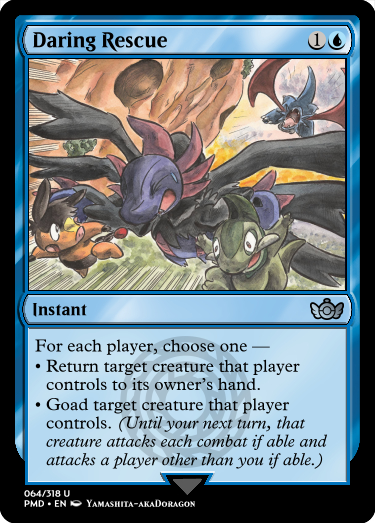 Daring Rescue 1
Instant
For each player, choose one —
• Return target creature that player
controls to its owner's hand.
• Goad target creature that player
controls. (Until your next turn, that
creature attacks each combat if able and
attacks a player other than you if able.)
064/318 U
PMD • EN Yamashita-akaDoragon